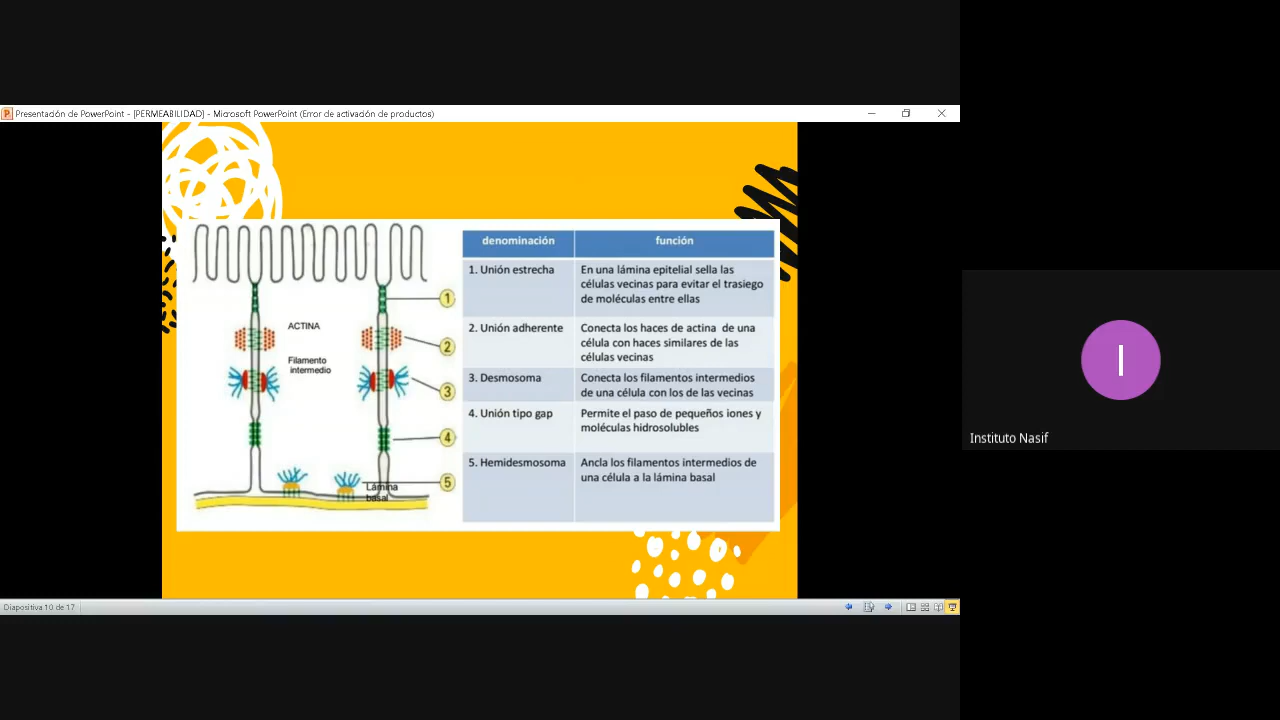 Presentación de PowerPoint - [PERMEABILIDAD] - Microsoft PowerPoint (Error de activación de productos)
denominación
función
1. Unión estrecha
En una lámina epitelial sella las
células vecinas para evitar el trasiego
de moléculas entre ellas
2. Unión adherente
Conecta los haces de actina de una
célula con haces similares de las
células vecinas
3. Desmosoma
Conecta los filamentos intermedios
de una célula con los de las vecinas
4. Unión tipo gap
Permite el paso de pequeños iones y
moléculas hidrosolubles
5. Hemidesmosoma
Ancla los filamentos intermedios de
una célula a la lámina basal
ACTINA
Filamento
intermedio
Lámina
basal
1
2
3
4
5
I
Instituto Nasif
Diapositiva 10 de 17